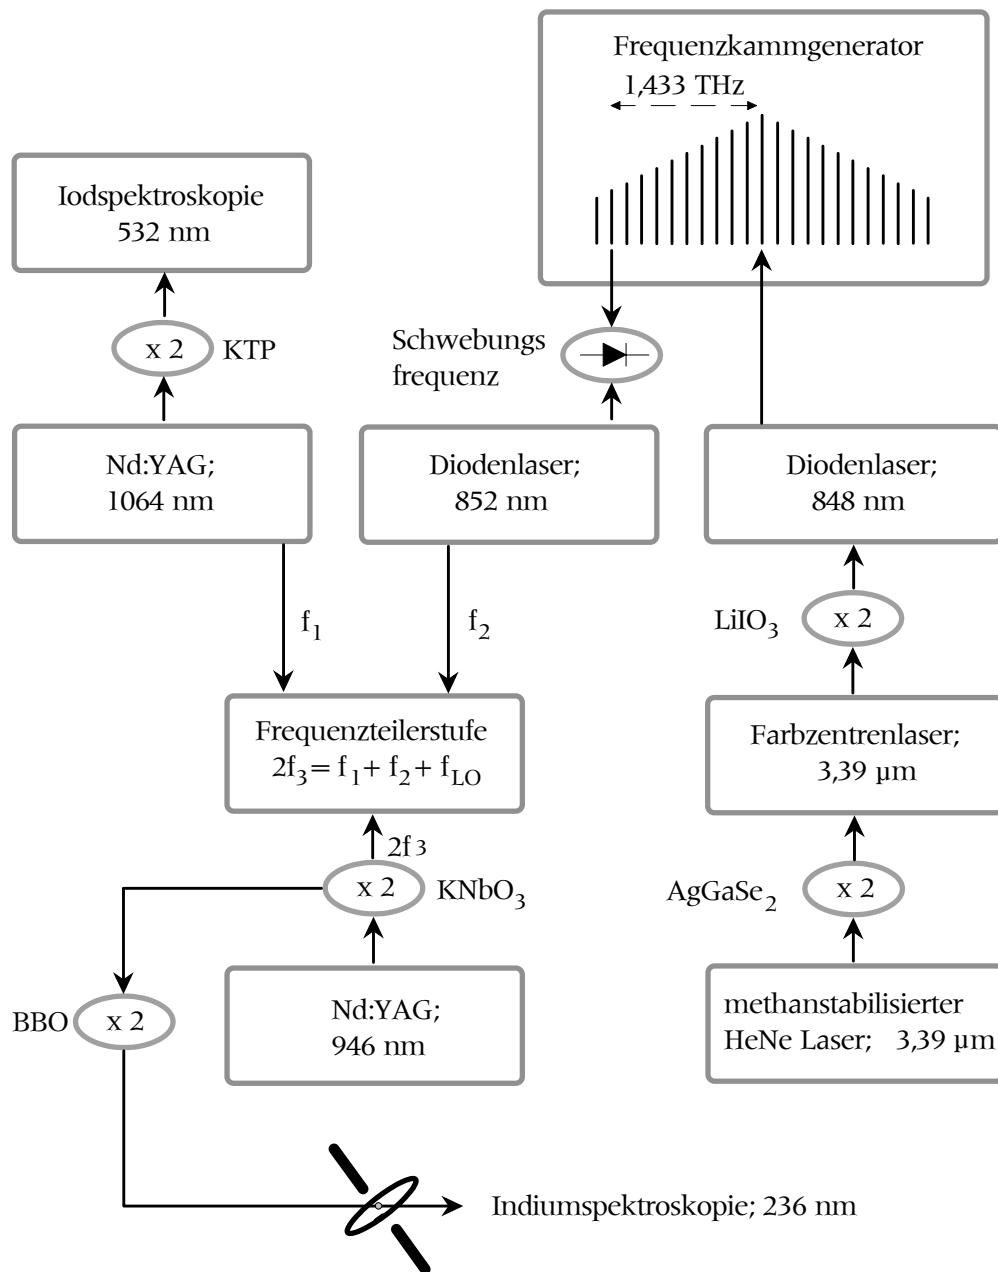 Frequenzkammgenerator
1,433 THz
Iodspektroskopie
532 nm
x 2
KTP
Schwebungs
frequenz
Nd:YAG;
1064 nm
Diodenlaser;
852 nm
Diodenlaser;
848 nm
f1
f2
LiIO3
x 2
Frequenzteilerstufe
2f3= f1+ f2 + fLO
Farbzentrenlaser;
3,39 µm
2f3
x 2
KNbO3
AgGaSe2
x 2
BBO
x 2
Nd:YAG;
946 nm
methanstabilisierter
HeNe Laser; 3,39 µm
Indiumspektroskopie; 236 nm